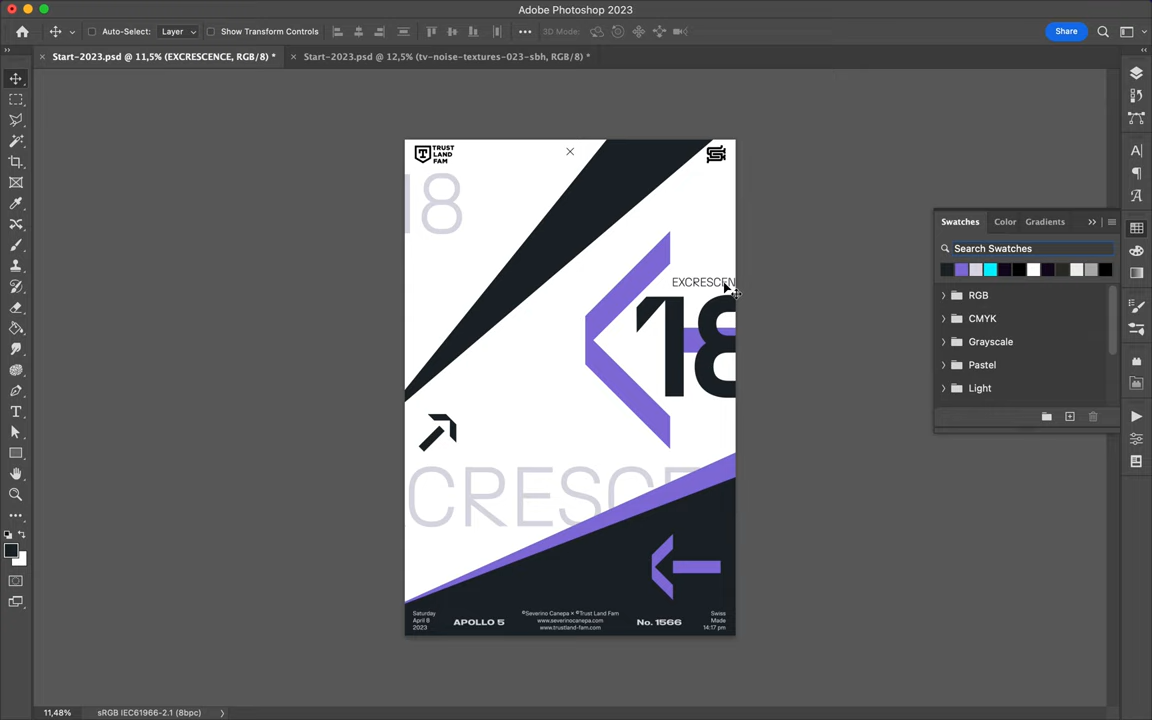 Adobe Photoshop 2023
Auto-Select:
Layer
Show Transform Controls
3D Mode:
Share
Start-2023.psd @ 11,5% (EXCRESCENCE, RGB/8) *
Start-2023.psd @ 12,5% (tv-noise-textures-023-sbh, RGB/8) *
TRUST
LAND
FAM
18
EXCRESCEN
18
CRESCE
Saturday
April 8
2023
APOLLO 5
©Severino Canepa × ©Trust Land Fam
www.severinocanepa.com
www.trustland-fam.com
No. 1566
Swiss
Made
14:17 pm
Swatches
Color
Gradients
Search Swatches
RGB
CMYK
Grayscale
Pastel
Light
11,48%
sRGB IEC61966-2.1 (8bpc)